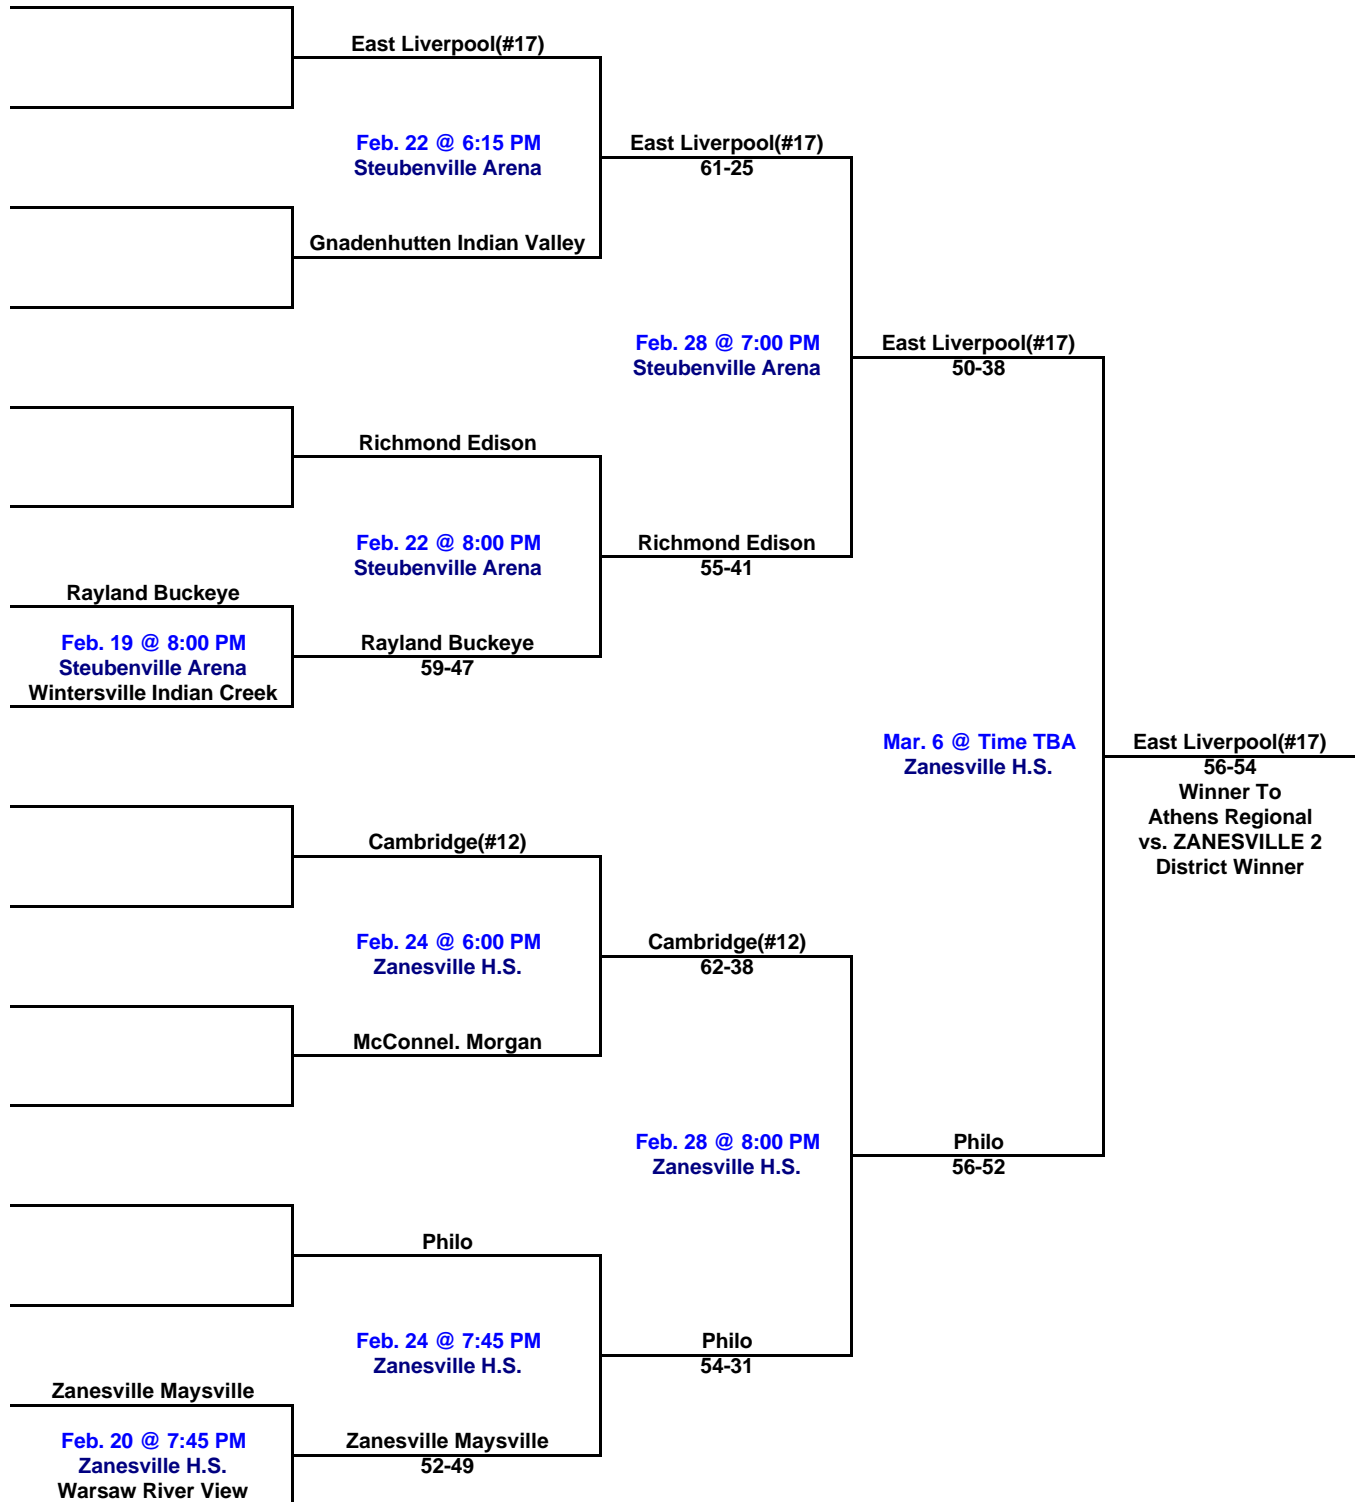 East Liverpool(#17)
Feb. 22 @ 6:15 PM
Steubenville Arena
East Liverpool(#17)
61-25
Gnadenhutten Indian Valley
Feb. 28 @ 7:00 PM
Steubenville Arena
East Liverpool(#17)
50-38
Richmond Edison
Feb. 22 @ 8:00 PM
Steubenville Arena
Richmond Edison
55-41
Rayland Buckeye
Feb. 19 @ 8:00 PM
Steubenville Arena
Wintersville Indian Creek
Rayland Buckeye
59-47
Mar. 6 @ Time TBA
Zanesville H.S.
East Liverpool(#17)
56-54
Winner To
Athens Regional
vs. ZANESVILLE 2
District Winner
Cambridge(#12)
Feb. 24 @ 6:00 PM
Zanesville H.S.
Cambridge(#12)
62-38
McConnel. Morgan
Feb. 28 @ 8:00 PM
Zanesville H.S.
Philo
56-52
Philo
Feb. 24 @ 7:45 PM
Zanesville H.S.
Philo
54-31
Zanesville Maysville
Feb. 20 @ 7:45 PM
Zanesville H.S.
Warsaw River View
Zanesville Maysville
52-49